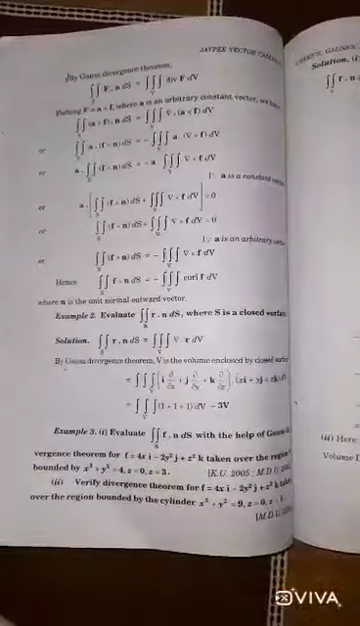 JAYPEE VECTOR
By Gauss divergence theorem,
∬ F . n dS = ∭ div F dV
S V
Putting F = a × f, where a is an arbitrary constant vector, we have
∬ (a × f) . n dS = ∭ ∇ . (a × f) dV
S V
or ∬ a . (f × n) dS = − ∭ a . (∇ × f) dV
S V
or a . ∬ (f × n) dS = − a . ∭ ∇ × f dV
S V
[∵ a is a constant
or a . [ ∬ (f × n) dS + ∭ ∇ × f dV ] = 0
S V
or ∬ (f × n) dS + ∭ ∇ × f dV = 0
S V
[∵ a is an arbitrary
or ∬ (f × n) dS = − ∭ ∇ × f dV
S V
Hence ∬ f × n dS = − ∭ curl f dV
S V
where n is the unit normal outward vector.
Example 2. Evaluate ∬ r . n dS, where S is a closed surface
S
Solution. ∬ r . n dS = ∭ ∇ . r dV
S V
By Gauss divergence theorem, V is the volume enclosed by closed surface
= ∭ ( i ∂/∂x + j ∂/∂y + k ∂/∂z ) . (xi + yj + zk) dV
V
= ∭ (1 + 1 + 1) dV = 3V.
V
Example 3. (i) Evaluate ∬ f . n dS with the help of Gauss
S
vergence theorem for f = 4x i − 2y² j + z² k taken over the region
bounded by x² + y² = 4, z = 0, z = 3. [K.U. 2005 ; M.D.U.
(ii) Verify divergence theorem for f = 4x i − 2y² j + z² k taken
over the region bounded by the cylinder x² + y² = 9, z = 0, z =
[M.D.U.
GAUSS
Solution. (i)
∬ f . n
S
(ii) Here
Volume
VIVA